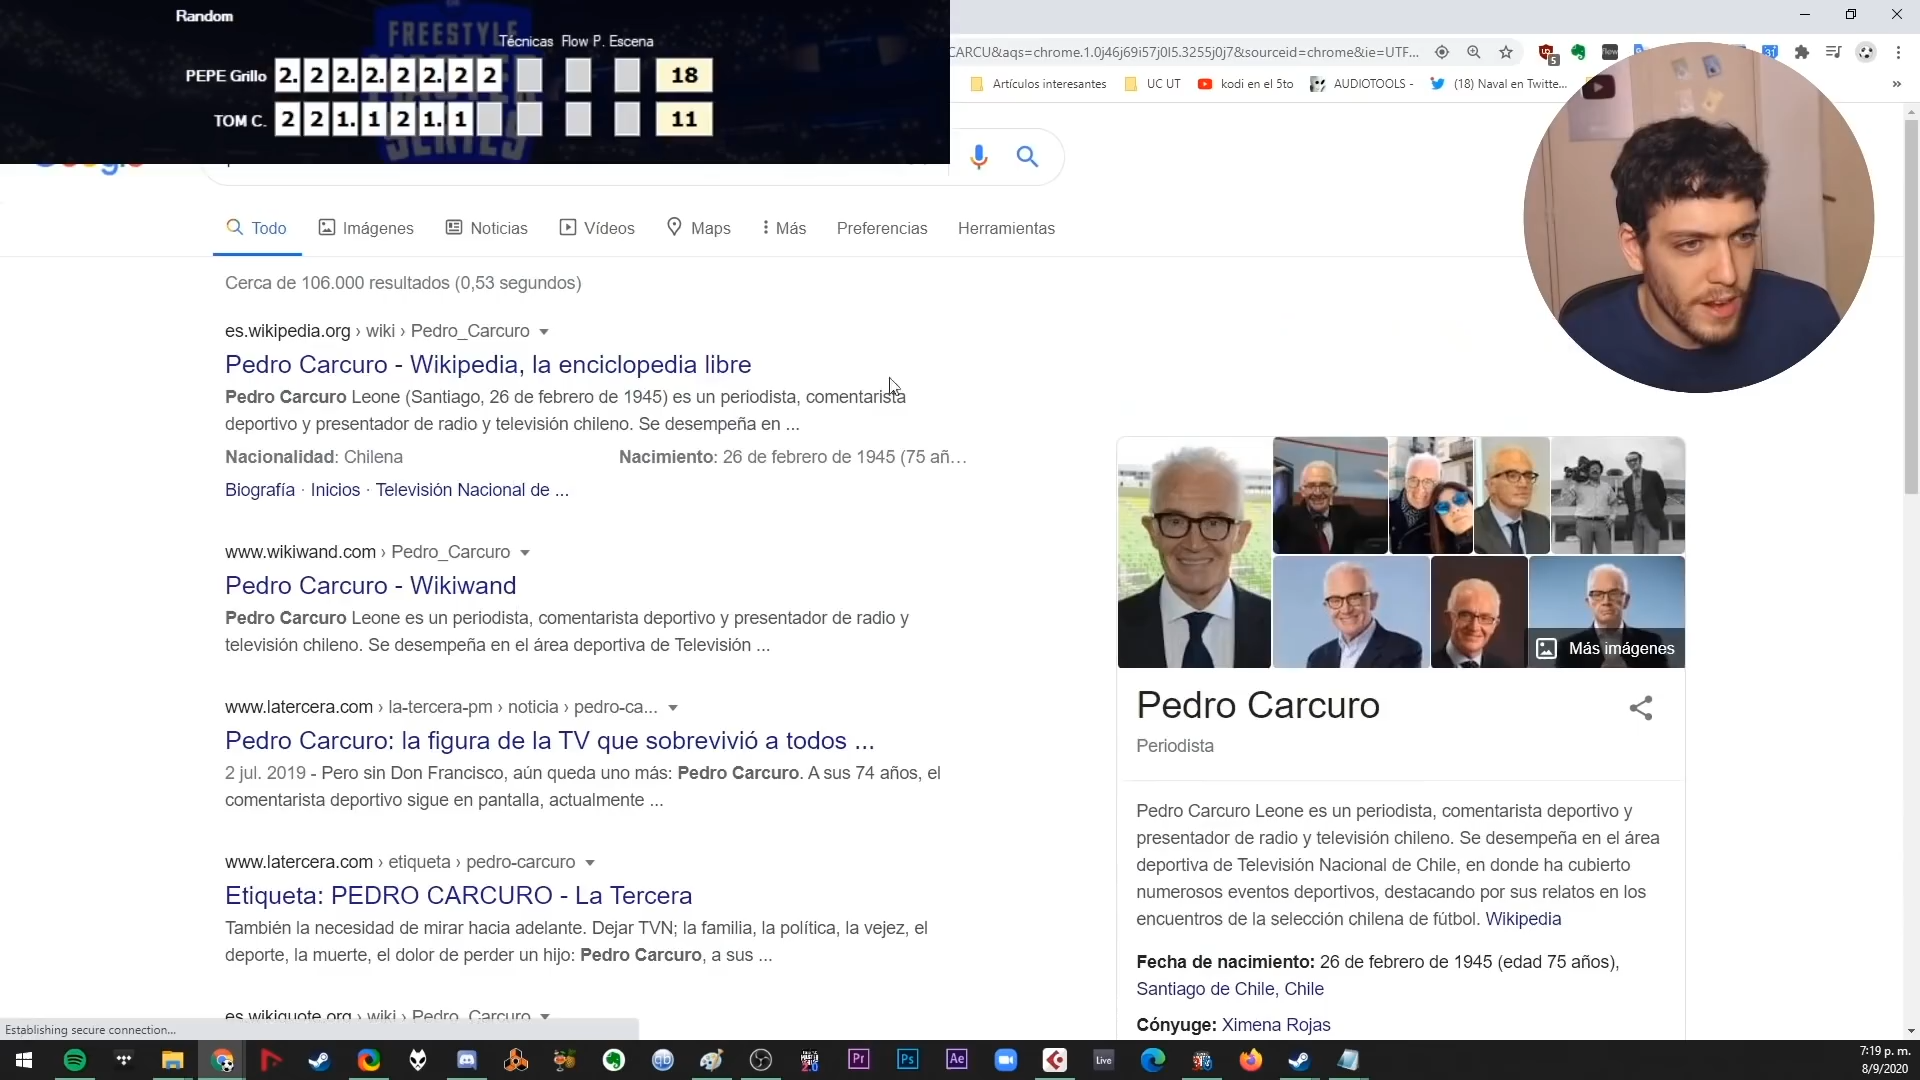 Random
FREESTYLE
MASTER
SERIES
Técnicas Flow P. Escena
PEPE Grillo 2. 2 2. 2. 2 2. 2 2 18
TOM C. 2 2 1. 1 2 1. 1 11
CARCU&aqs=chrome.1.0j46j69i57j0l5.3255j0j7&sourceid=chrome&ie=UTF...
Artículos interesantes UC UT kodi en el 5to AUDIOTOOLS - (18) Naval en Twitte... »
Todo Imágenes Noticias Vídeos Maps Más Preferencias Herramientas
Cerca de 106.000 resultados (0,53 segundos)
es.wikipedia.org › wiki › Pedro_Carcuro
Pedro Carcuro - Wikipedia, la enciclopedia libre
Pedro Carcuro Leone (Santiago, 26 de febrero de 1945) es un periodista, comentarista
deportivo y presentador de radio y televisión chileno. Se desempeña en ...
Nacionalidad: Chilena Nacimiento: 26 de febrero de 1945 (75 añ…
Biografía · Inicios · Televisión Nacional de ...
www.wikiwand.com › Pedro_Carcuro
Pedro Carcuro - Wikiwand
Pedro Carcuro Leone es un periodista, comentarista deportivo y presentador de radio y
televisión chileno. Se desempeña en el área deportiva de Televisión ...
www.latercera.com › la-tercera-pm › noticia › pedro-ca...
Pedro Carcuro: la figura de la TV que sobrevivió a todos ...
2 jul. 2019 - Pero sin Don Francisco, aún queda uno más: Pedro Carcuro. A sus 74 años, el
comentarista deportivo sigue en pantalla, actualmente ...
www.latercera.com › etiqueta › pedro-carcuro
Etiqueta: PEDRO CARCURO - La Tercera
También la necesidad de mirar hacia adelante. Dejar TVN; la familia, la política, la vejez, el
deporte, la muerte, el dolor de perder un hijo: Pedro Carcuro, a sus ...
es.wikiquote.org › wiki › Pedro_Carcuro
Más imágenes
Pedro Carcuro
Periodista
Pedro Carcuro Leone es un periodista, comentarista deportivo y
presentador de radio y televisión chileno. Se desempeña en el área
deportiva de Televisión Nacional de Chile, en donde ha cubierto
numerosos eventos deportivos, destacando por sus relatos en los
encuentros de la selección chilena de fútbol. Wikipedia
Fecha de nacimiento: 26 de febrero de 1945 (edad 75 años),
Santiago de Chile, Chile
Cónyuge: Ximena Rojas
Establishing secure connection...
Pr Ps Ae Live
7:19 p. m.
8/9/2020